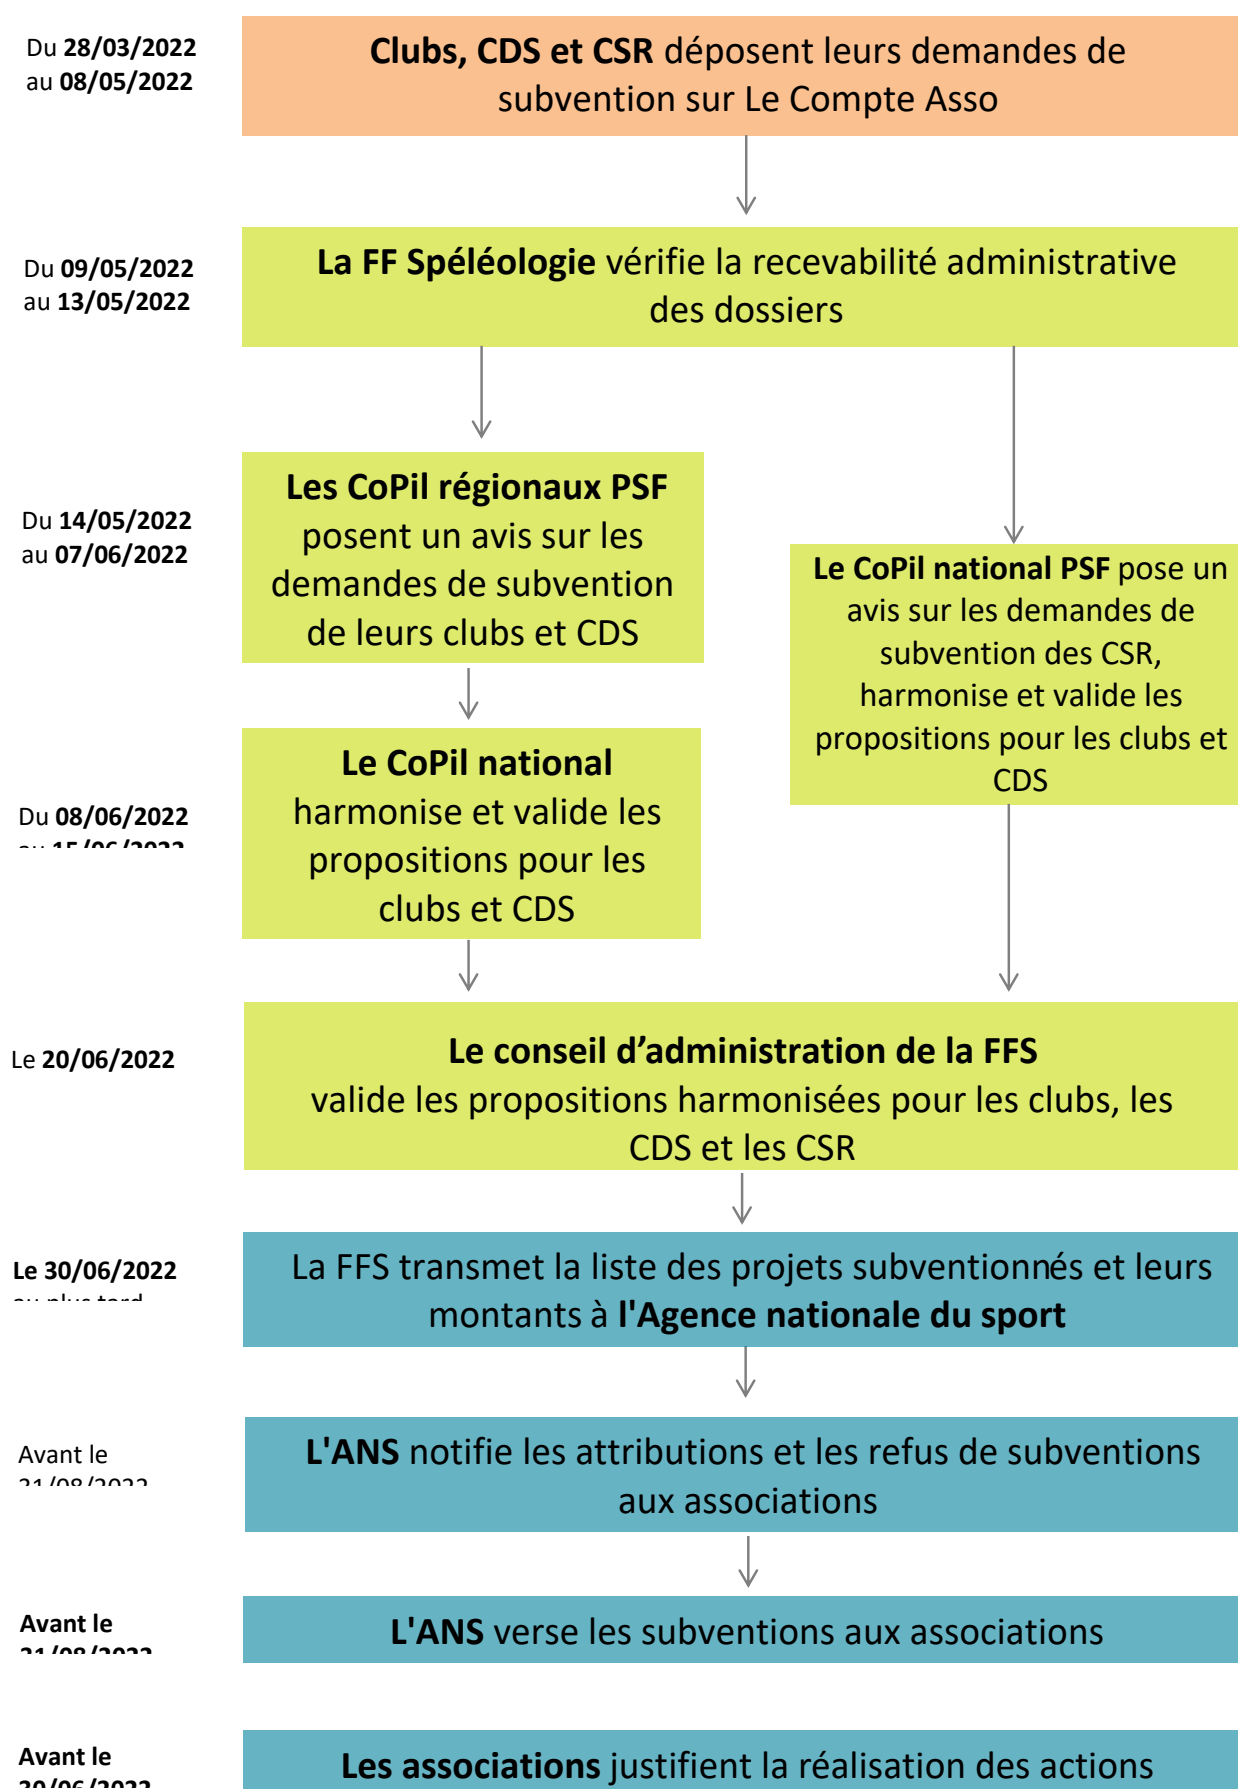 Du 28/03/2022
au 08/05/2022
Clubs, CDS et CSR déposent leurs demandes de
subvention sur Le Compte Asso
Du 09/05/2022
au 13/05/2022
La FF Spéléologie vérifie la recevabilité administrative
des dossiers
Du 14/05/2022
au 07/06/2022
Les CoPil régionaux PSF
posent un avis sur les
demandes de subvention
de leurs clubs et CDS
Le CoPil national PSF pose un
avis sur les demandes de
subvention des CSR,
harmonise et valide les
propositions pour les clubs et
CDS
Du 08/06/2022
au 15/06/2022
Le CoPil national
harmonise et valide les
propositions pour les
clubs et CDS
Le 20/06/2022
Le conseil d’administration de la FFS
valide les propositions harmonisées pour les clubs, les
CDS et les CSR
Le 30/06/2022
au plus tard
La FFS transmet la liste des projets subventionnés et leurs
montants à l'Agence nationale du sport
Avant le
L'ANS notifie les attributions et les refus de subventions
aux associations
Avant le
L'ANS verse les subventions aux associations
Avant le
Les associations justifient la réalisation des actions